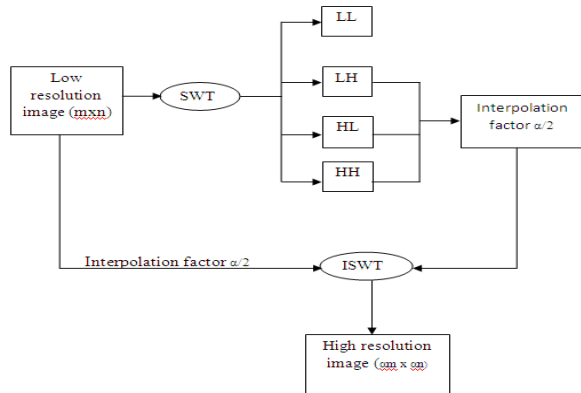 LL
Low
resolution
image (mxn)
SWT
LH
HL
HH
Interpolation
factor α/2
Interpolation factor α/2
ISWT
High resolution
image (αm x αn)